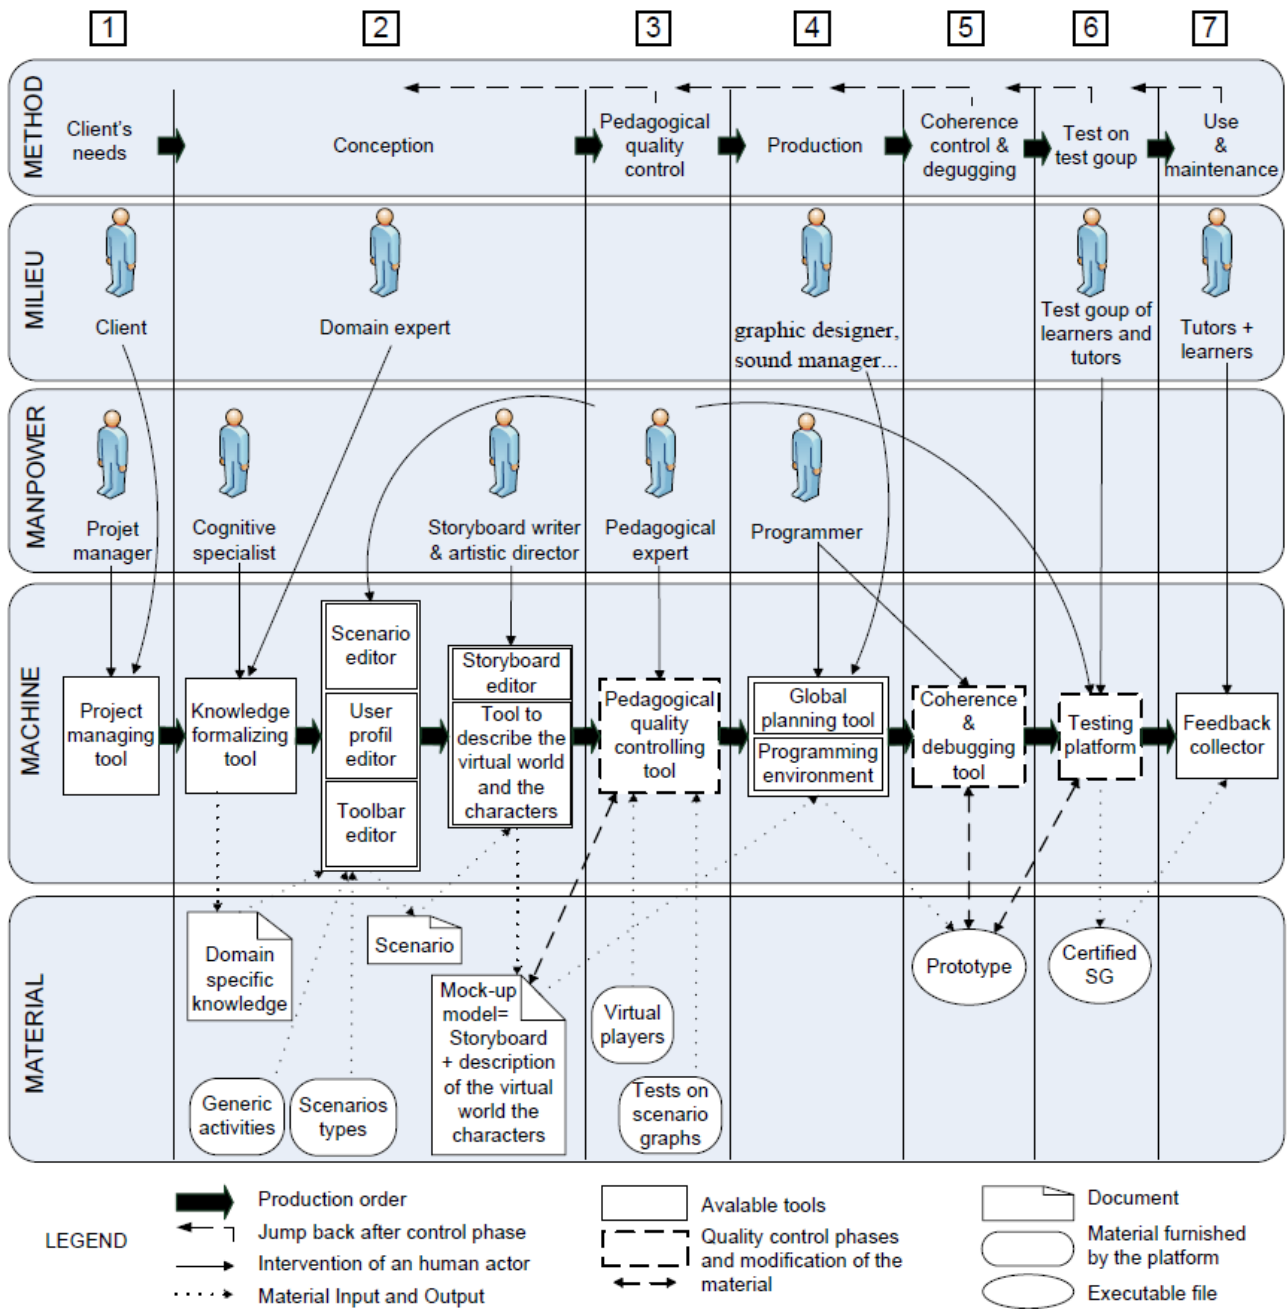 1
2
3
4
5
6
7
METHOD
Client's
needs
Conception
Pedagogical
quality
control
Production
Coherence
control &
degugging
Test on
test goup
Use
&
maintenance
MILIEU
Client
Domain expert
graphic designer,
sound manager...
Test goup of
learners and
tutors
Tutors +
learners
MANPOWER
Projet
manager
Cognitive
specialist
Storyboard writer
& artistic director
Pedagogical
expert
Programmer
MACHINE
Project
managing
tool
Knowledge
formalizing
tool
Scenario
editor
User
profil
editor
Toolbar
editor
Storyboard
editor
Tool to
describe the
virtual world
and the
characters
Pedagogical
quality
controlling
tool
Global
planning tool
Programming
environment
Coherence
&
debugging
tool
Testing
platform
Feedback
collector
MATERIAL
Domain
specific
knowledge
Scenario
Generic
activities
Scenarios
types
Mock-up
model=
Storyboard
+ description
of the virtual
world the
characters
Virtual
players
Tests on
scenario
graphs
Prototype
Certified
SG
LEGEND
Production order
Jump back after control phase
Intervention of an human actor
Material Input and Output
Avalable tools
Quality control phases
and modification of the
material
Document
Material furnished
by the platform
Executable file